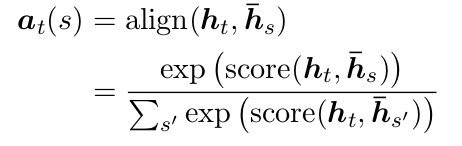 a_t(s) = align(h_t, h̄_s)
= exp(score(h_t, h̄_s)) / ∑_{s'} exp(score(h_t, h̄_{s'}))